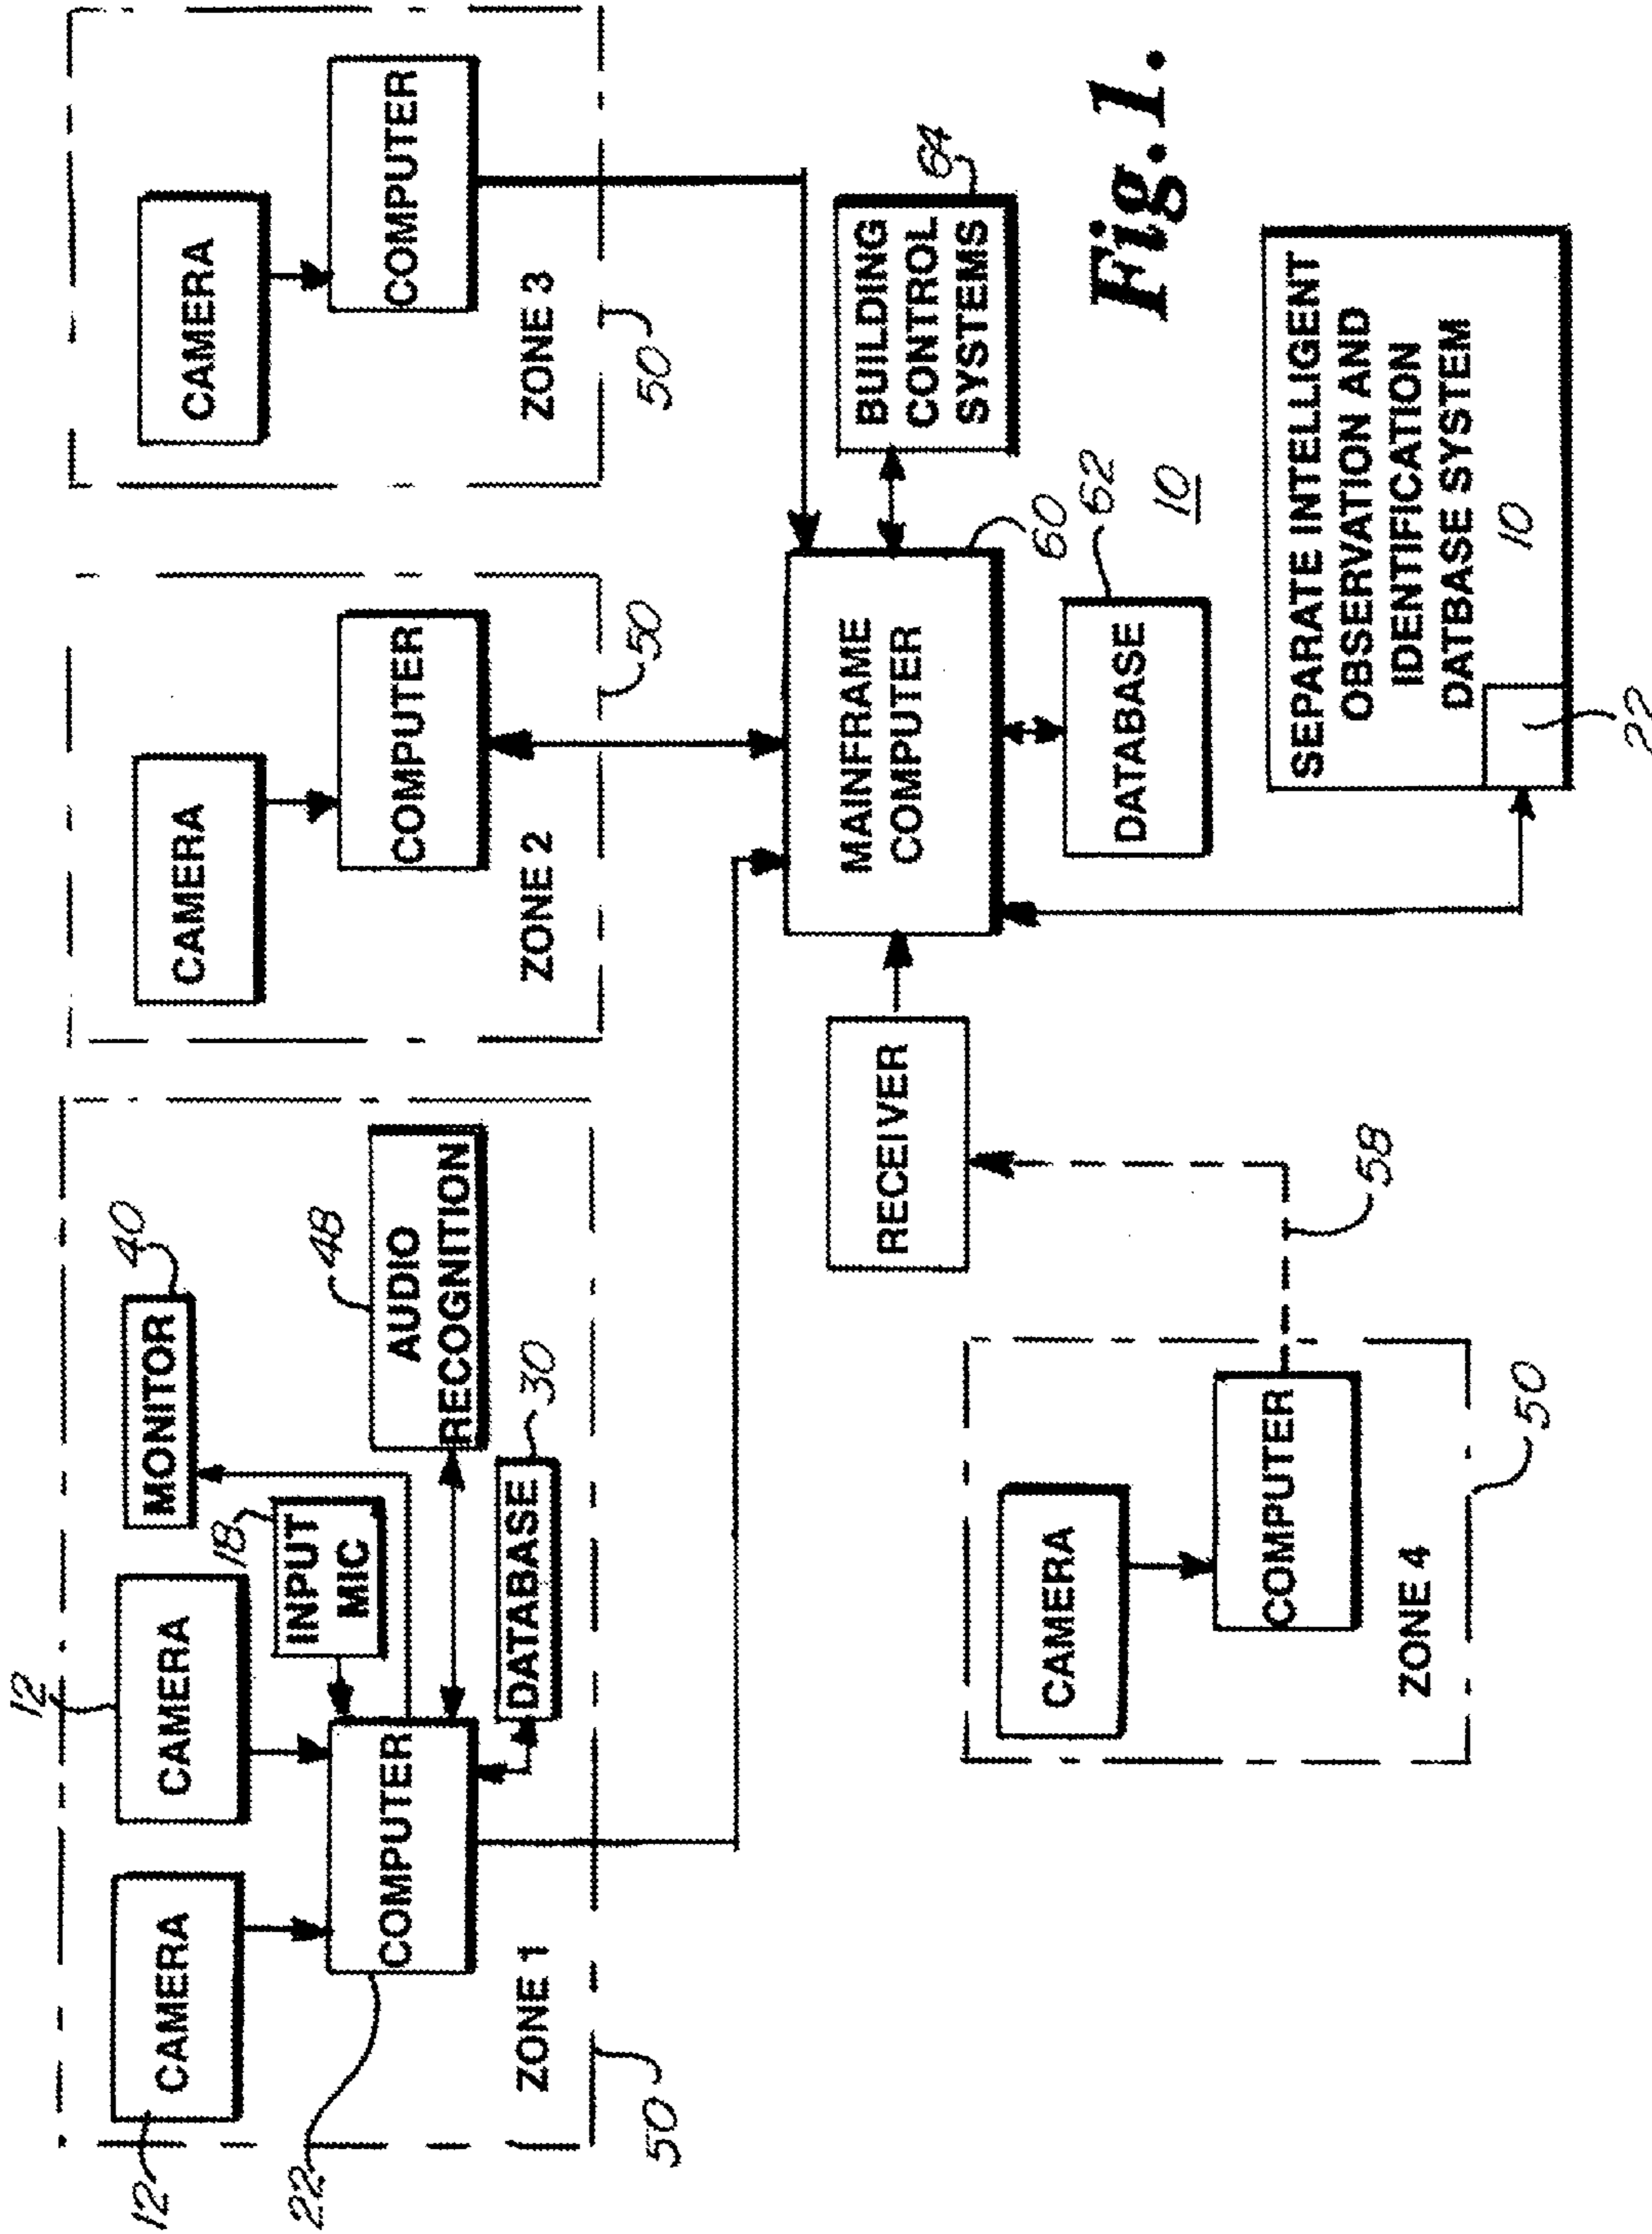 12
CAMERA
12
CAMERA
40
MONITOR
18
INPUT
MIC
48
AUDIO
RECOGNITION
22
COMPUTER
30
DATABASE
ZONE 1
50
CAMERA
COMPUTER
ZONE 2
50
CAMERA
COMPUTER
ZONE 3
50
RECEIVER
MAINFRAME
COMPUTER
60
BUILDING
CONTROL
SYSTEMS
64
DATABASE
62
10
Fig.1.
CAMERA
COMPUTER
ZONE 4
50
58
SEPARATE INTELLIGENT
OBSERVATION AND
IDENTIFICATION
DATBASE SYSTEM
10
22